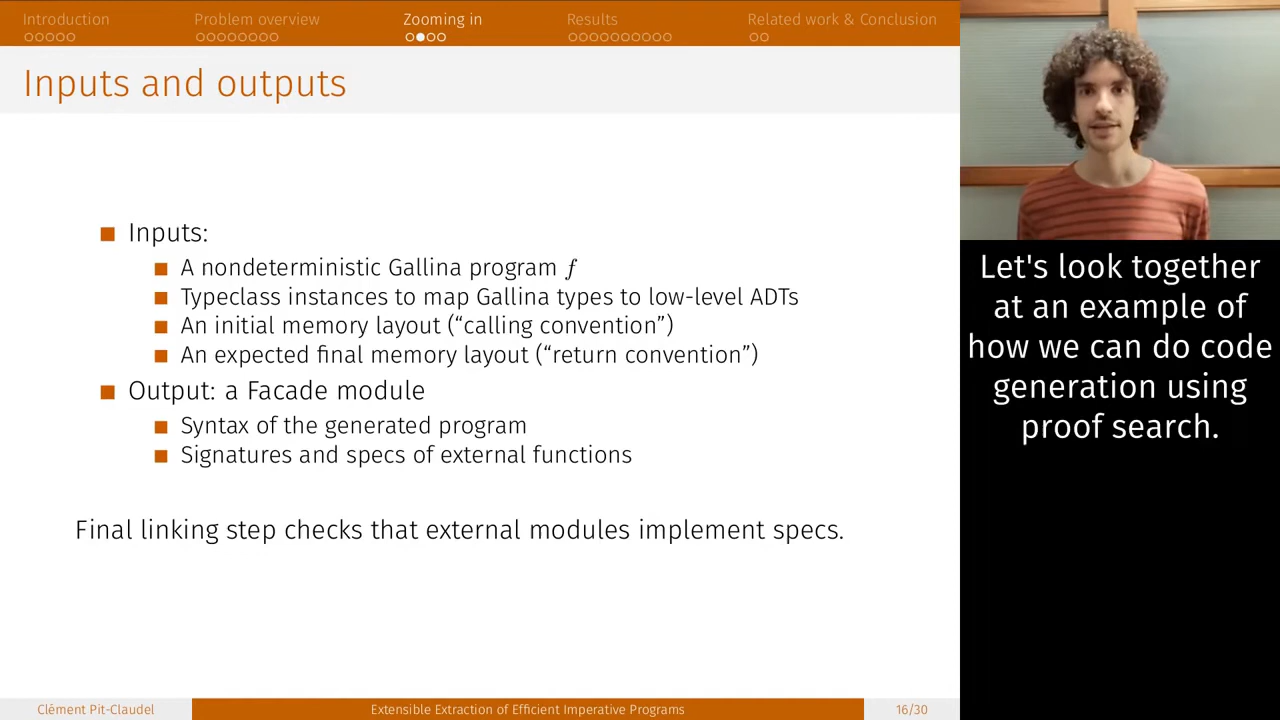 Introduction
Problem overview
Zooming in
Results
Related work & Conclusion
Inputs and outputs
Inputs:
A nondeterministic Gallina program f
Typeclass instances to map Gallina types to low-level ADTs
An initial memory layout (“calling convention”)
An expected final memory layout (“return convention”)
Output: a Facade module
Syntax of the generated program
Signatures and specs of external functions
Final linking step checks that external modules implement specs.
Clément Pit-Claudel
Extensible Extraction of Efficient Imperative Programs
16/30
Let's look together
at an example of
how we can do code
generation using
proof search.